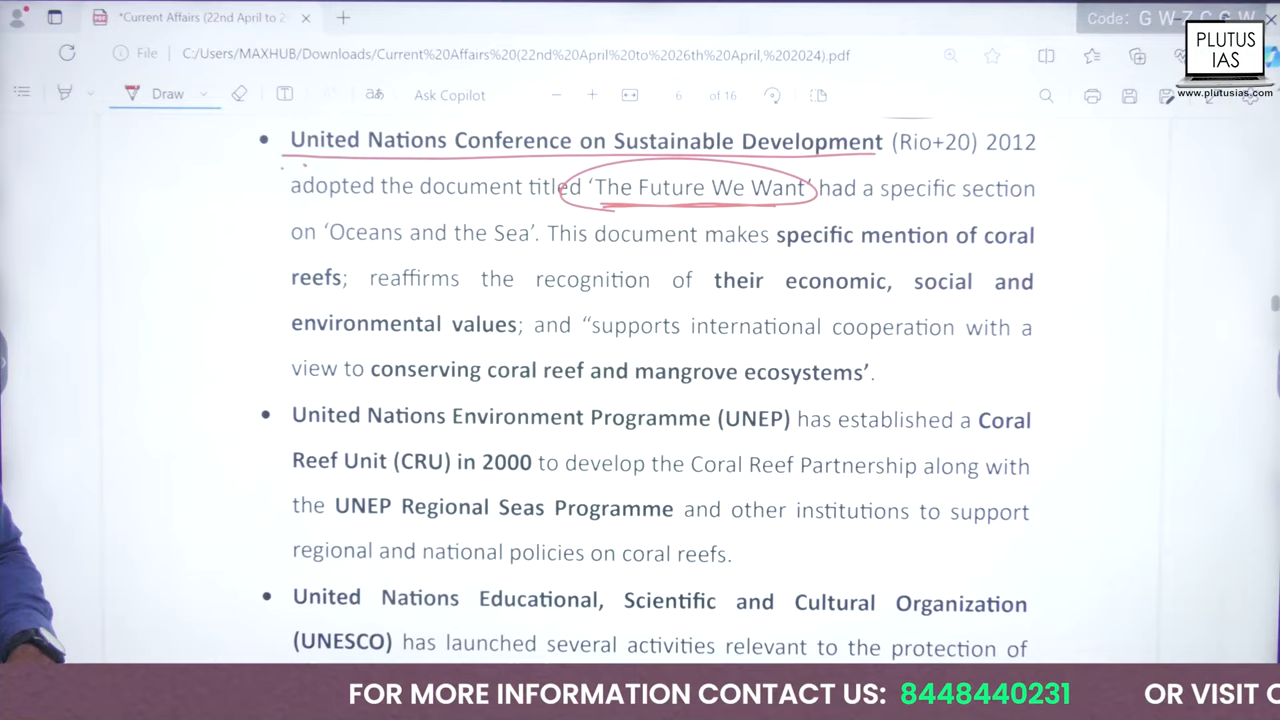 *Current Affairs (22nd April to 2
Code: G W Z C G W
File C:/Users/MAXHUB/Downloads/Current%20Affairs%20(22nd%20April%20to%2026th%20April,%202024).pdf
PLUTUS
IAS
www.plutusias.com
Draw
Ask Copilot
6 of 16
• United Nations Conference on Sustainable Development (Rio+20) 2012
adopted the document titled ‘The Future We Want’ had a specific section
on ‘Oceans and the Sea’. This document makes specific mention of coral
reefs; reaffirms the recognition of their economic, social and
environmental values; and “supports international cooperation with a
view to conserving coral reef and mangrove ecosystems’.
• United Nations Environment Programme (UNEP) has established a Coral
Reef Unit (CRU) in 2000 to develop the Coral Reef Partnership along with
the UNEP Regional Seas Programme and other institutions to support
regional and national policies on coral reefs.
• United Nations Educational, Scientific and Cultural Organization
(UNESCO) has launched several activities relevant to the protection of
FOR MORE INFORMATION CONTACT US: 8448440231 OR VISIT